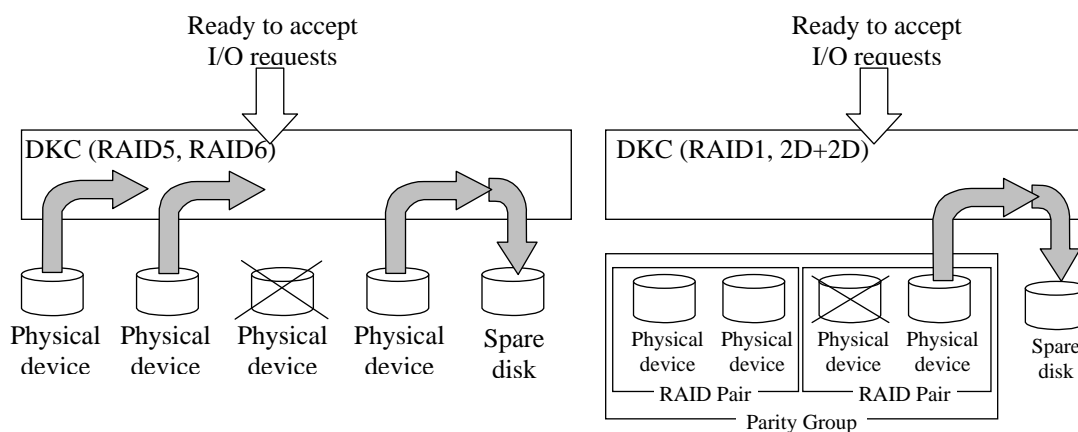 Ready to accept
I/O requests
DKC (RAID5, RAID6)
Physical
device
Physical
device
Physical
device
Physical
device
Spare
disk
Ready to accept
I/O requests
DKC (RAID1, 2D+2D)
Physical
device
Physical
device
Physical
device
Physical
device
Spare
disk
RAID Pair
RAID Pair
Parity Group